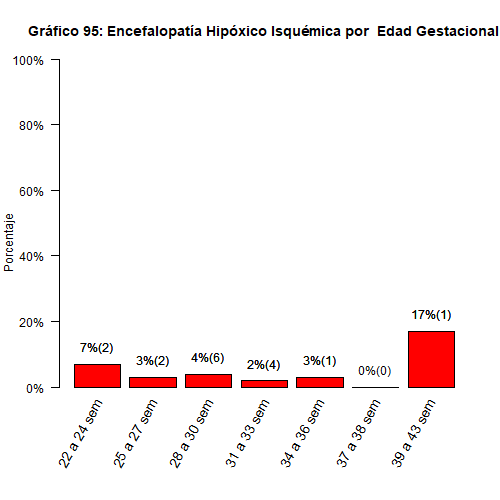 Gráfico 95: Encefalopatía Hipóxico Isquémica por  Edad Gestacional
100%
80%
60%
40%
20%
0%
Porcentaje
7%(2)
3%(2)
4%(6)
2%(4)
3%(1)
0%(0)
17%(1)
22 a 24 sem
25 a 27 sem
28 a 30 sem
31 a 33 sem
34 a 36 sem
37 a 38 sem
39 a 43 sem